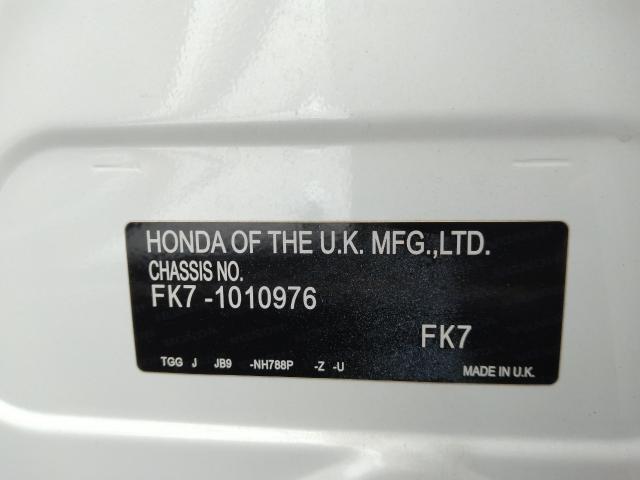 HONDA OF THE U.K. MFG.,LTD.
CHASSIS NO.
FK7 -1010976
FK7
TGG J JB9 -NH788P -Z -U
MADE IN U.K.